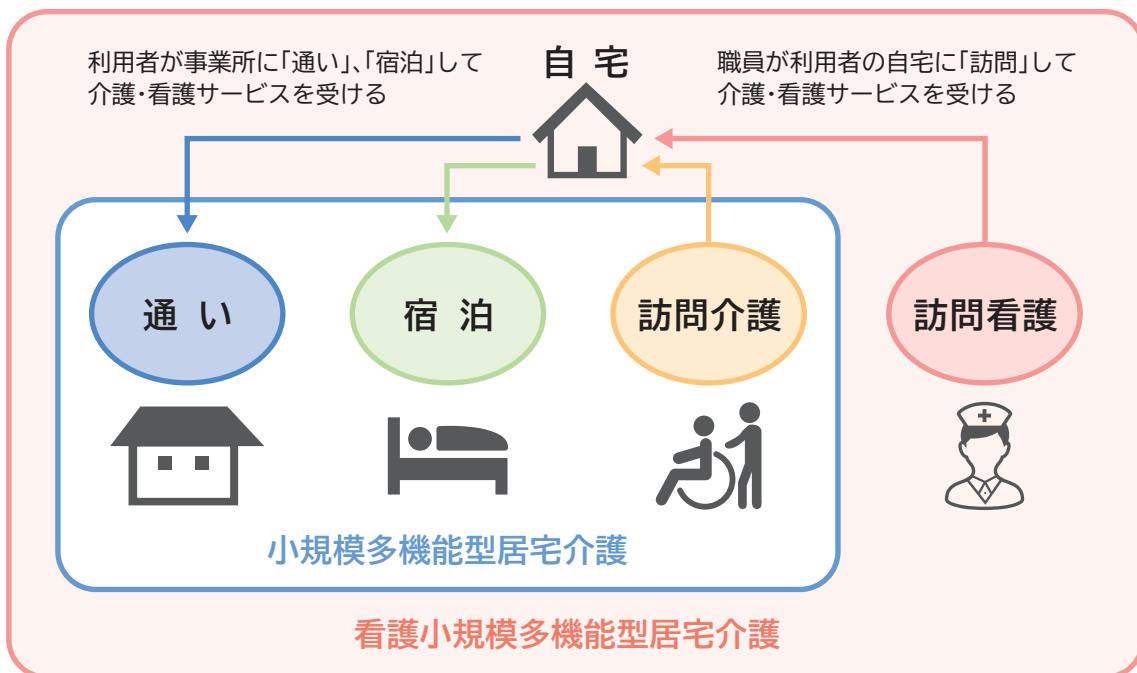 利用者が事業所に「通い」、「宿泊」して
介護・看護サービスを受ける
自宅
職員が利用者の自宅に「訪問」して
介護・看護サービスを受ける
通い
宿泊
訪問介護
訪問看護
小規模多機能型居宅介護
看護小規模多機能型居宅介護